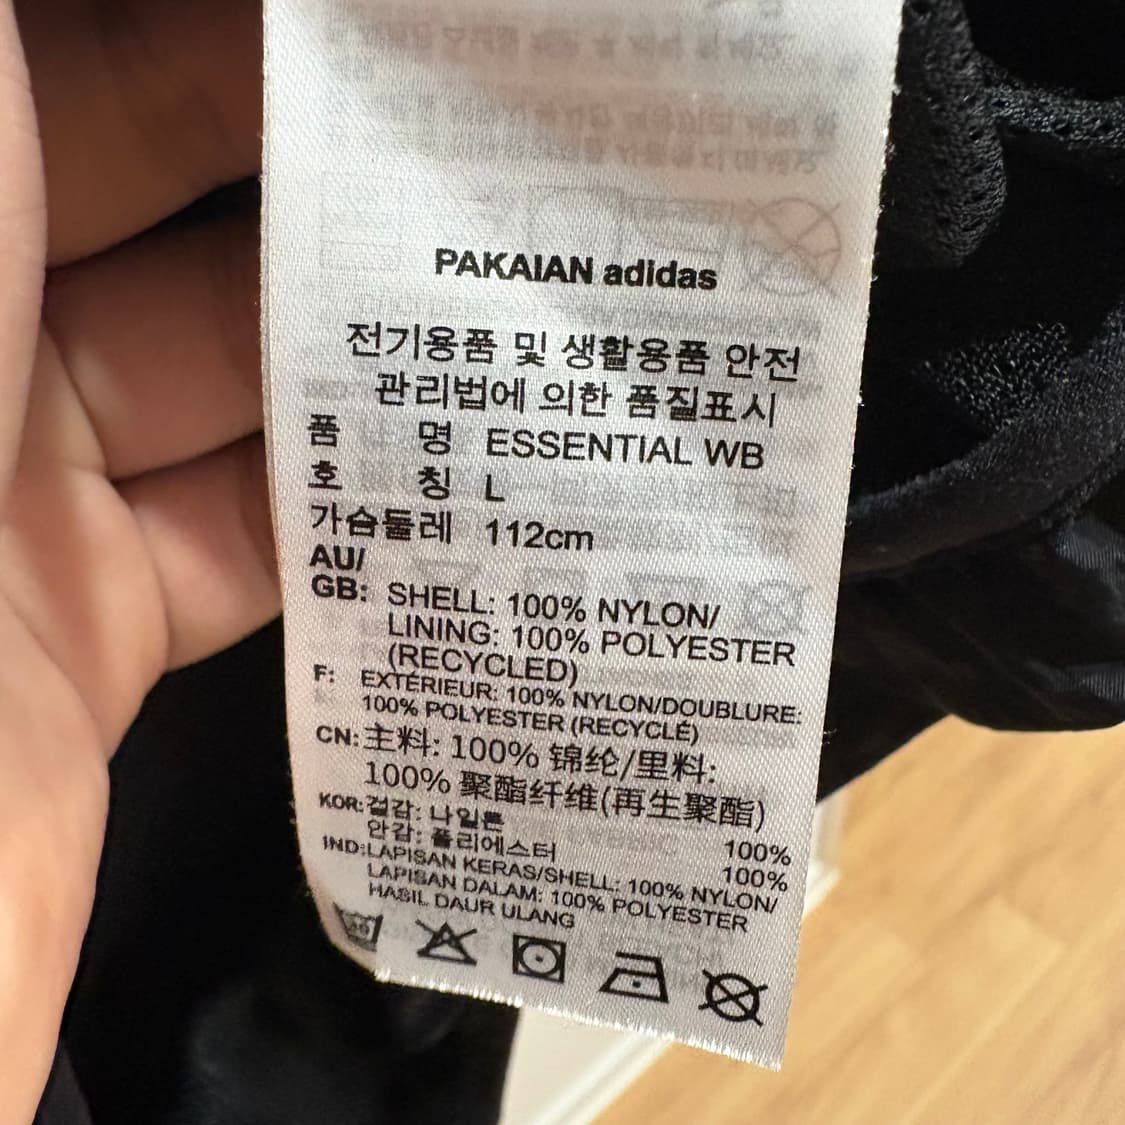 PAKAIAN adidas
전기용품 및 생활용품 안전
관리법에 의한 품질표시
품 명 ESSENTIAL WB
호 칭 L
가슴둘레 112cm
AU/
GB: SHELL: 100% NYLON/
LINING: 100% POLYESTER
(RECYCLED)
F: EXTÉRIEUR: 100% NYLON/DOUBLURE:
100% POLYESTER (RECYCLÉ)
CN: 主料: 100% 锦纶/里料:
100% 聚酯纤维(再生聚酯)
KOR: 겉감: 나일론 100%
안감: 폴리에스터 100%
IND: LAPISAN KERAS/SHELL: 100% NYLON/
LAPISAN DALAM: 100% POLYESTER
HASIL DAUR ULANG
30